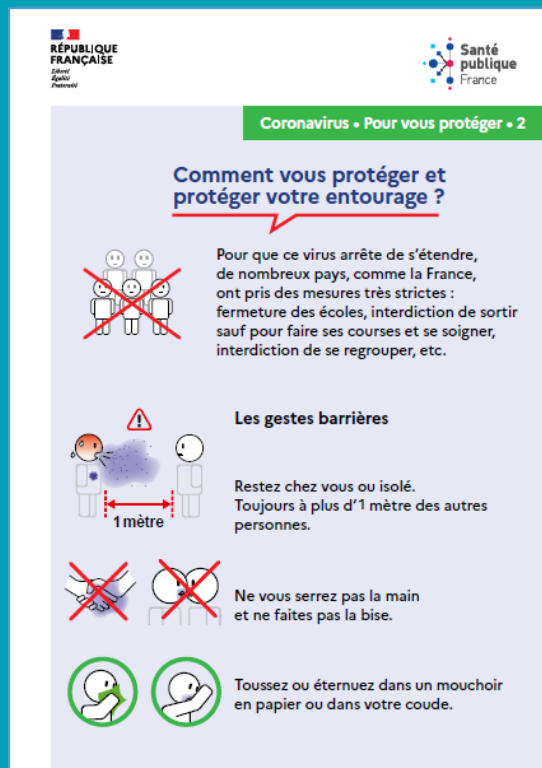 RÉPUBLIQUE
FRANÇAISE
Liberté
Égalité
Fraternité
Santé
publique
France
Coronavirus • Pour vous protéger • 2
Comment vous protéger et
protéger votre entourage ?
Pour que ce virus arrête de s’étendre,
de nombreux pays, comme la France,
ont pris des mesures très strictes :
fermeture des écoles, interdiction de sortir
sauf pour faire ses courses et se soigner,
interdiction de se regrouper, etc.
Les gestes barrières
1 mètre
Restez chez vous ou isolé.
Toujours à plus d’1 mètre des autres
personnes.
Ne vous serrez pas la main
et ne faites pas la bise.
Toussez ou éternuez dans un mouchoir
en papier ou dans votre coude.